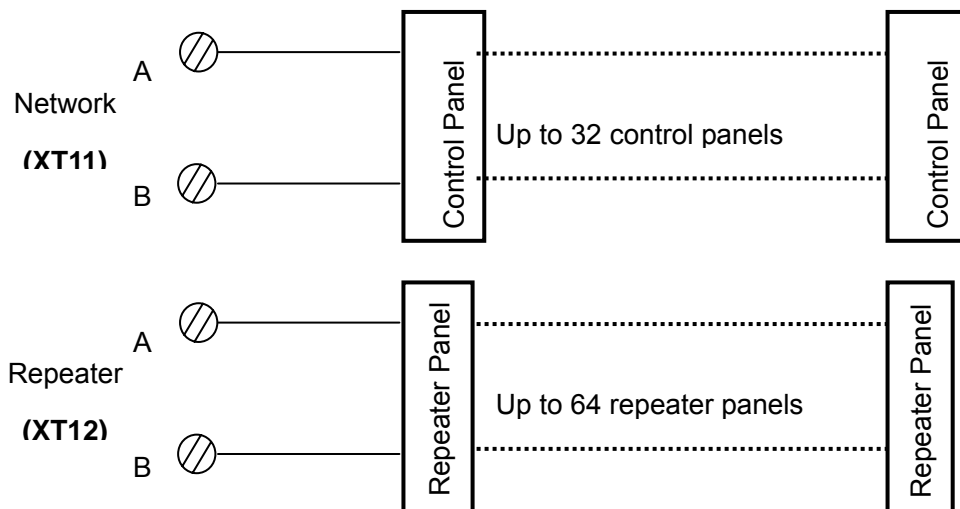 A
Network
(XT11)
B
Control Panel
Up to 32 control panels
Control Panel
A
Repeater
(XT12)
B
Repeater Panel
Up to 64 repeater panels
Repeater Panel